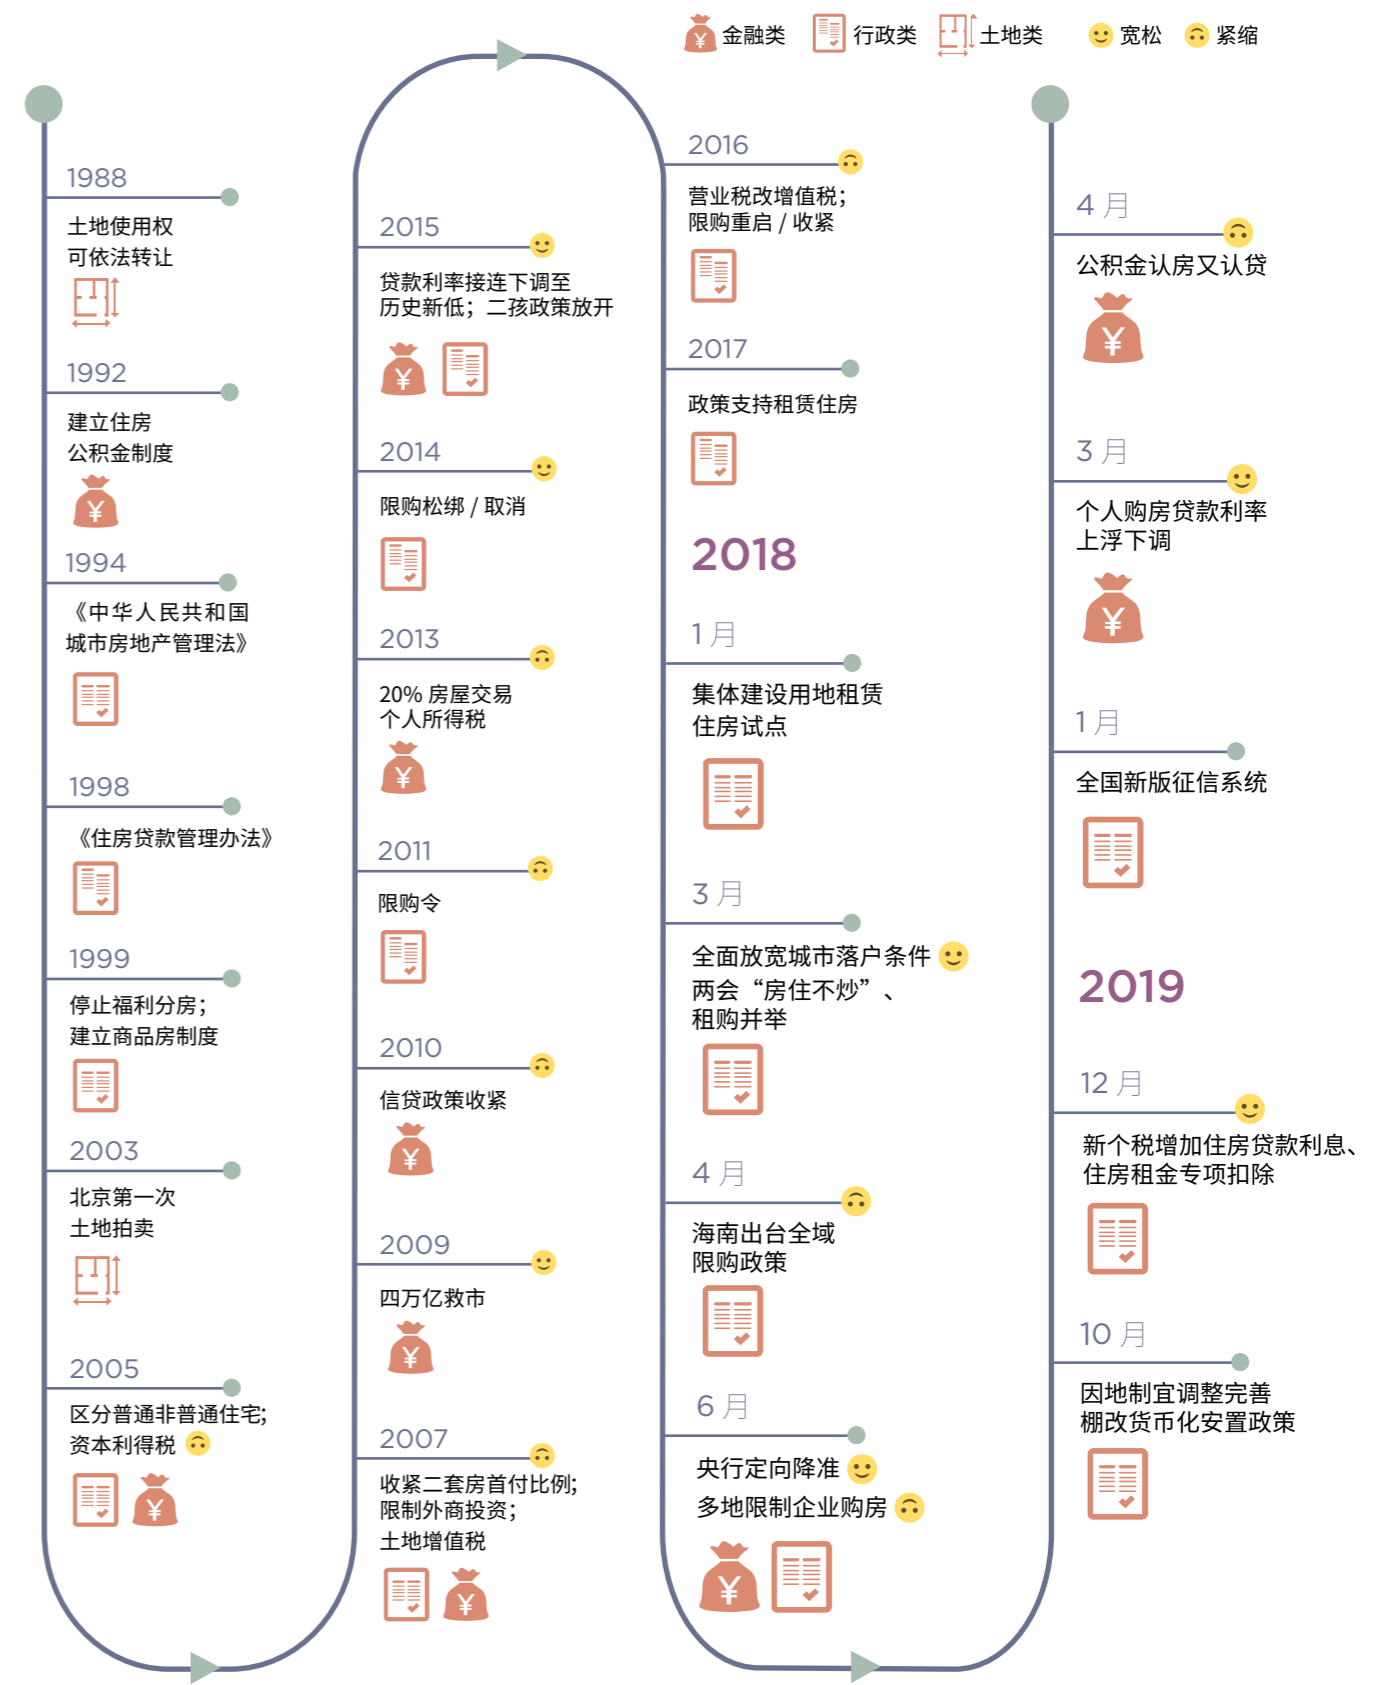 金融类 行政类 土地类 宽松 紧缩
1988
土地使用权
可依法转让
1992
建立住房
公积金制度
1994
《中华人民共和国
城市房地产管理法》
1998
《住房贷款管理办法》
1999
停止福利分房；
建立商品房制度
2003
北京第一次
土地拍卖
2005
区分普通非普通住宅;
资本利得税
2007
收紧二套房首付比例;
限制外商投资；
土地增值税
2009
四万亿救市
2010
信贷政策收紧
2011
限购令
2013
20% 房屋交易
个人所得税
2014
限购松绑 / 取消
2015
贷款利率接连下调至
历史新低；二孩政策放开
2016
营业税改增值税；
限购重启 / 收紧
2017
政策支持租赁住房
2018
1 月
集体建设用地租赁
住房试点
3 月
全面放宽城市落户条件
两会“房住不炒”、
租购并举
4 月
海南出台全域
限购政策
6 月
央行定向降准
多地限制企业购房
10 月
因地制宜调整完善
棚改货币化安置政策
12 月
新个税增加住房贷款利息、
住房租金专项扣除
2019
1 月
全国新版征信系统
3 月
个人购房贷款利率
上浮下调
4 月
公积金认房又认贷
¥
¥
¥
¥
¥
¥
¥
¥
¥
¥
¥